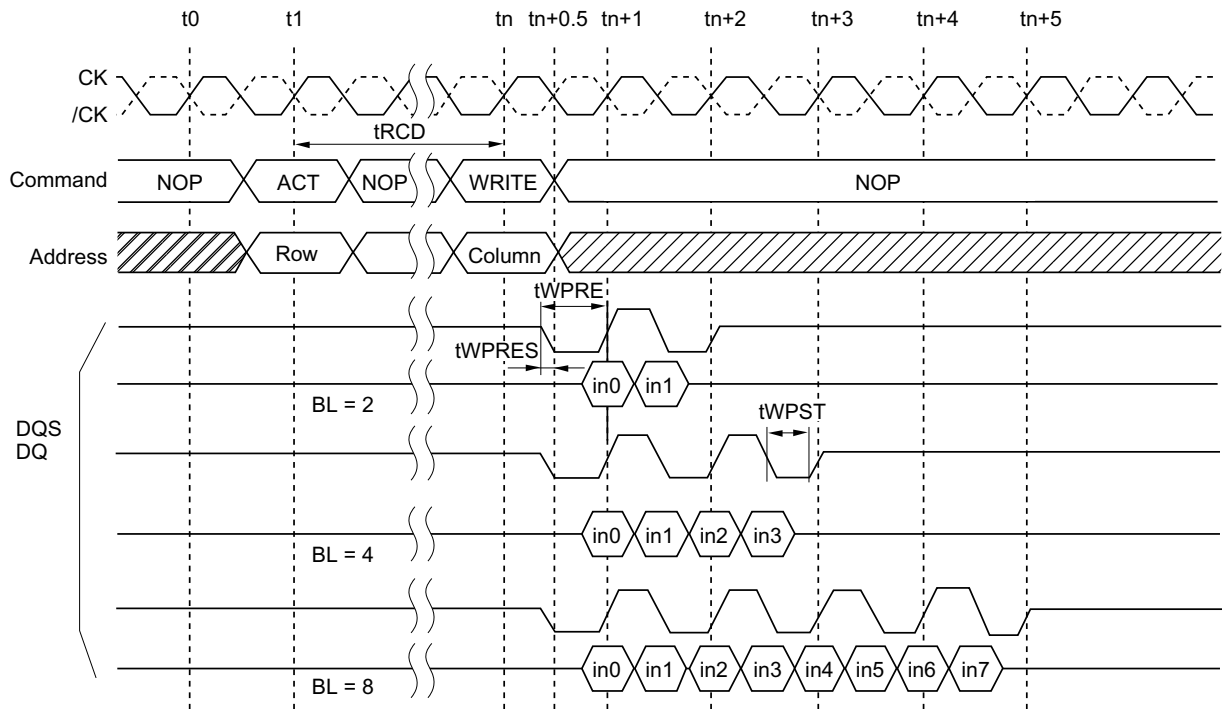 t0 t1 tn tn+0.5 tn+1 tn+2 tn+3 tn+4 tn+5
CK
/CK
tRCD
Command NOP ACT NOP WRITE NOP
Address Row Column
tWPRE
tWPRES
in0 in1
BL = 2
tWPST
DQS
DQ
in0 in1 in2 in3
BL = 4
in0 in1 in2 in3 in4 in5 in6 in7
BL = 8